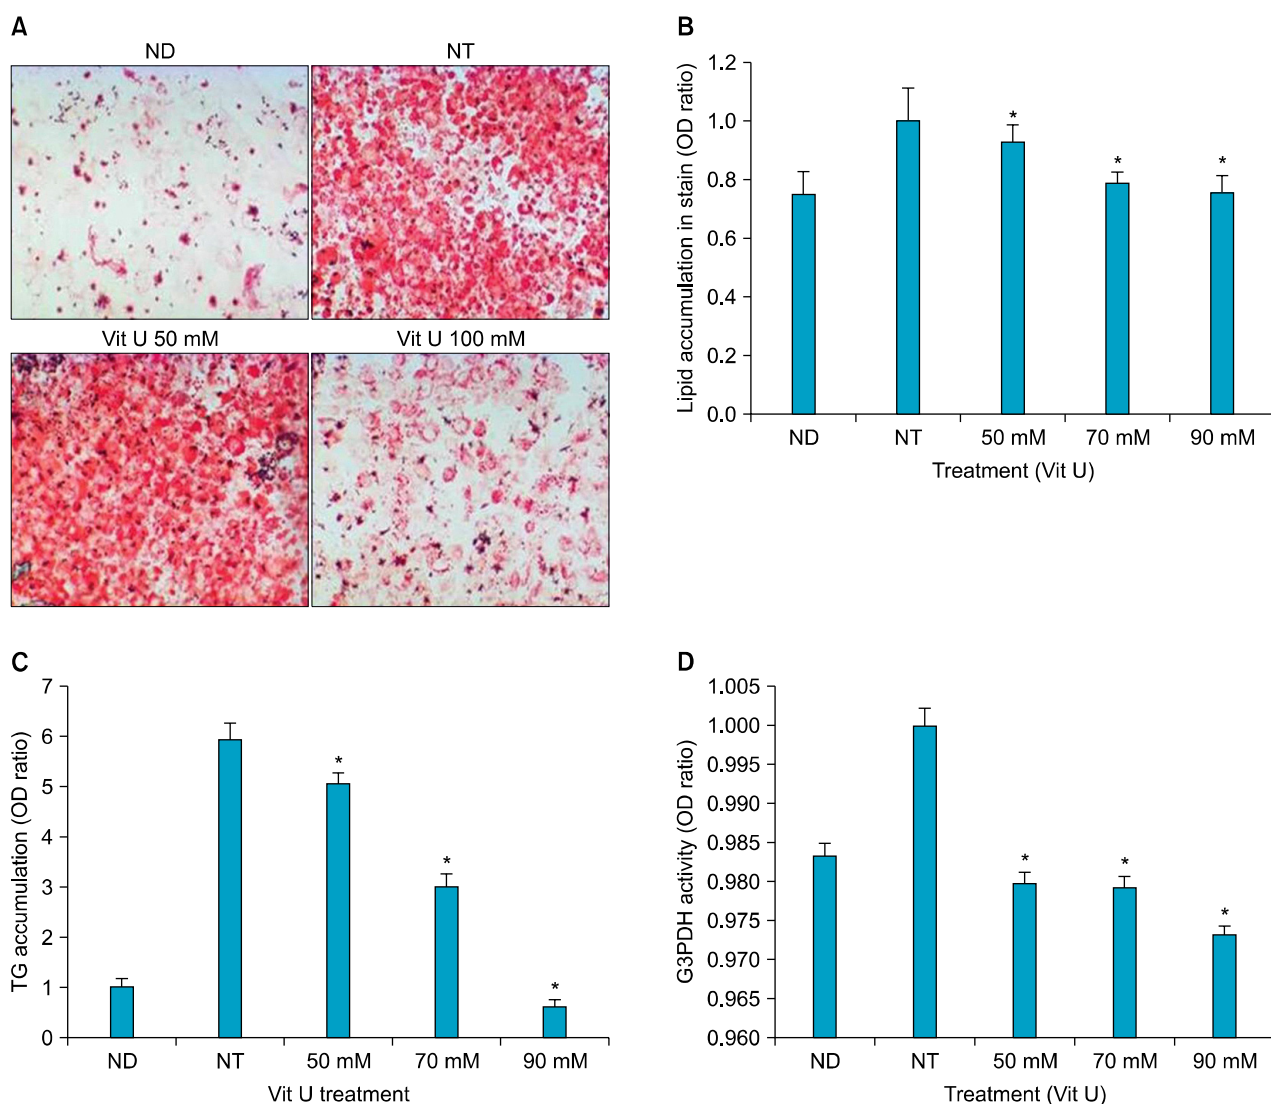 A
ND
NT
Vit U 50 mM
Vit U 100 mM
B
Lipid accumulation in stain (OD ratio)
1.2
1.0
0.8
0.6
0.4
0.2
0.0
*
*
*
ND
NT
50 mM
70 mM
90 mM
Treatment (Vit U)
C
TG accumulation (OD ratio)
7
6
5
4
3
2
1
0
*
*
*
ND
NT
50 mM
70 mM
90 mM
Vit U treatment
D
G3PDH activity (OD ratio)
1.005
1.000
0.995
0.990
0.985
0.980
0.975
0.970
0.965
0.960
*
*
*
ND
NT
50 mM
70 mM
90 mM
Treatment (Vit U)